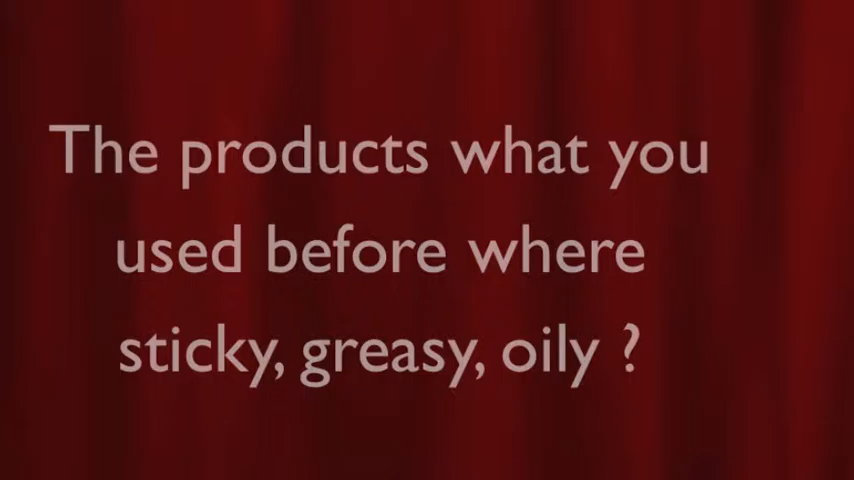 The products what you
used before where
sticky, greasy, oily ?